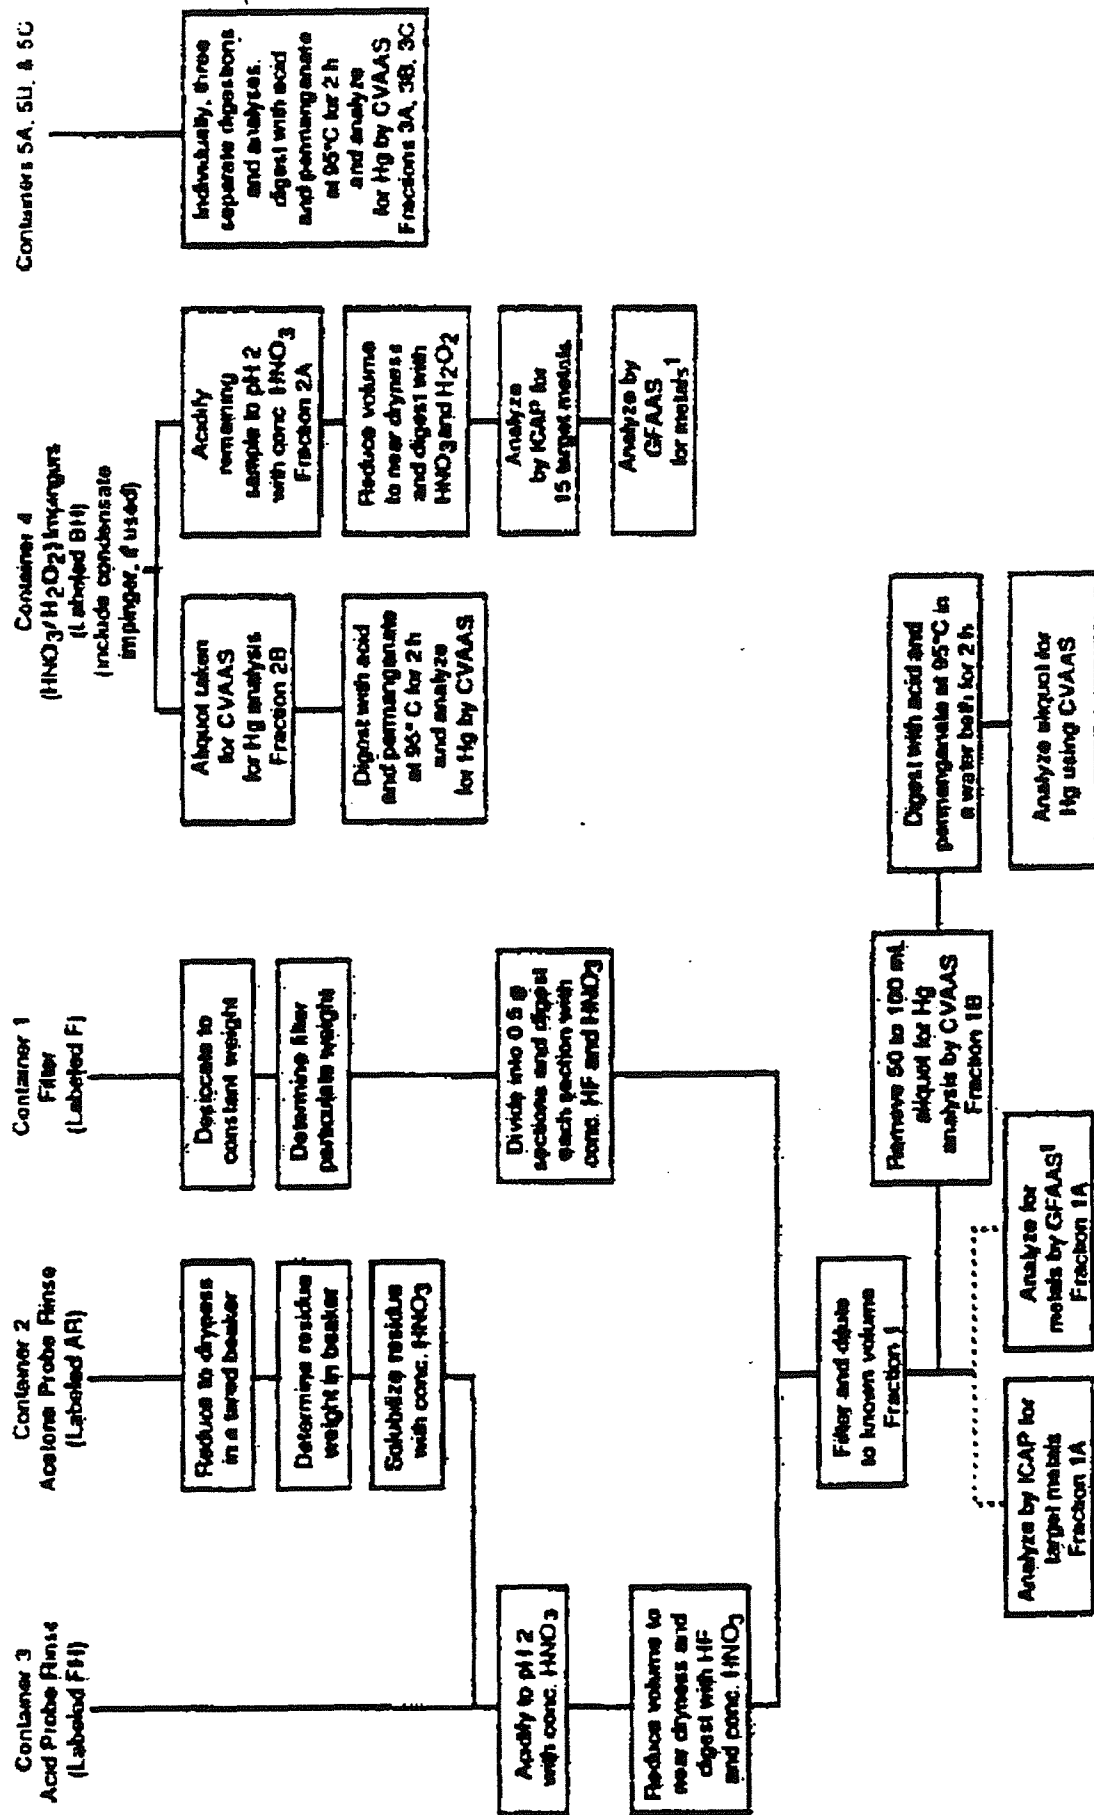 Container 3
Acid Probe Rinse
(Labeled FH)
Acidify to pH 2
with conc. HNO3
Reduce volume to
near dryness and
digest with HF
and conc. HNO3
Container 2
Acetone Probe Rinse
(Labeled AR)
Reduce to dryness
in a tared beaker
Determine residue
weight in beaker
Solubilize residue
with conc. HNO3
Container 1
Filter
(Labeled F)
Desiccate to
constant weight
Determine filter
particulate weight
Divide into 0.5 g
sections and digest
each section with
conc. HF and HNO3
Filter and dilute
to known volume
Fraction 1
Analyze by ICAP for
target metals
Fraction 1A
Analyze for
metals by GFAAS1
Fraction 1A
Remove 50 to 100 mL
aliquot for Hg
analysis by CVAAS
Fraction 1B
Digest with acid and
permanganate at 95°C in
a water bath for 2 h
Analyze aliquot for
Hg using CVAAS
Container 4
(HNO3/H2O2) Impingers
(Labeled BH)
(include condensate
impinger, if used)
Aliquot taken
for CVAAS
for Hg analysis
Fraction 2B
Digest with acid
and permanganate
at 95°C for 2 h
and analyze
for Hg by CVAAS
Acidify
remaining
sample to pH 2
with conc. HNO3
Fraction 2A
Reduce volume
to near dryness
and digest with
HNO3 and H2O2
Analyze
by ICAP for
15 target metals
Analyze by
GFAAS
for metals1
Containers 5A, 5B, & 5C
Individually, three
separate digestions
and analyses:
digest with acid
and permanganate
at 95°C for 2 h
and analyze
for Hg by CVAAS
Fractions 3A, 3B, 3C